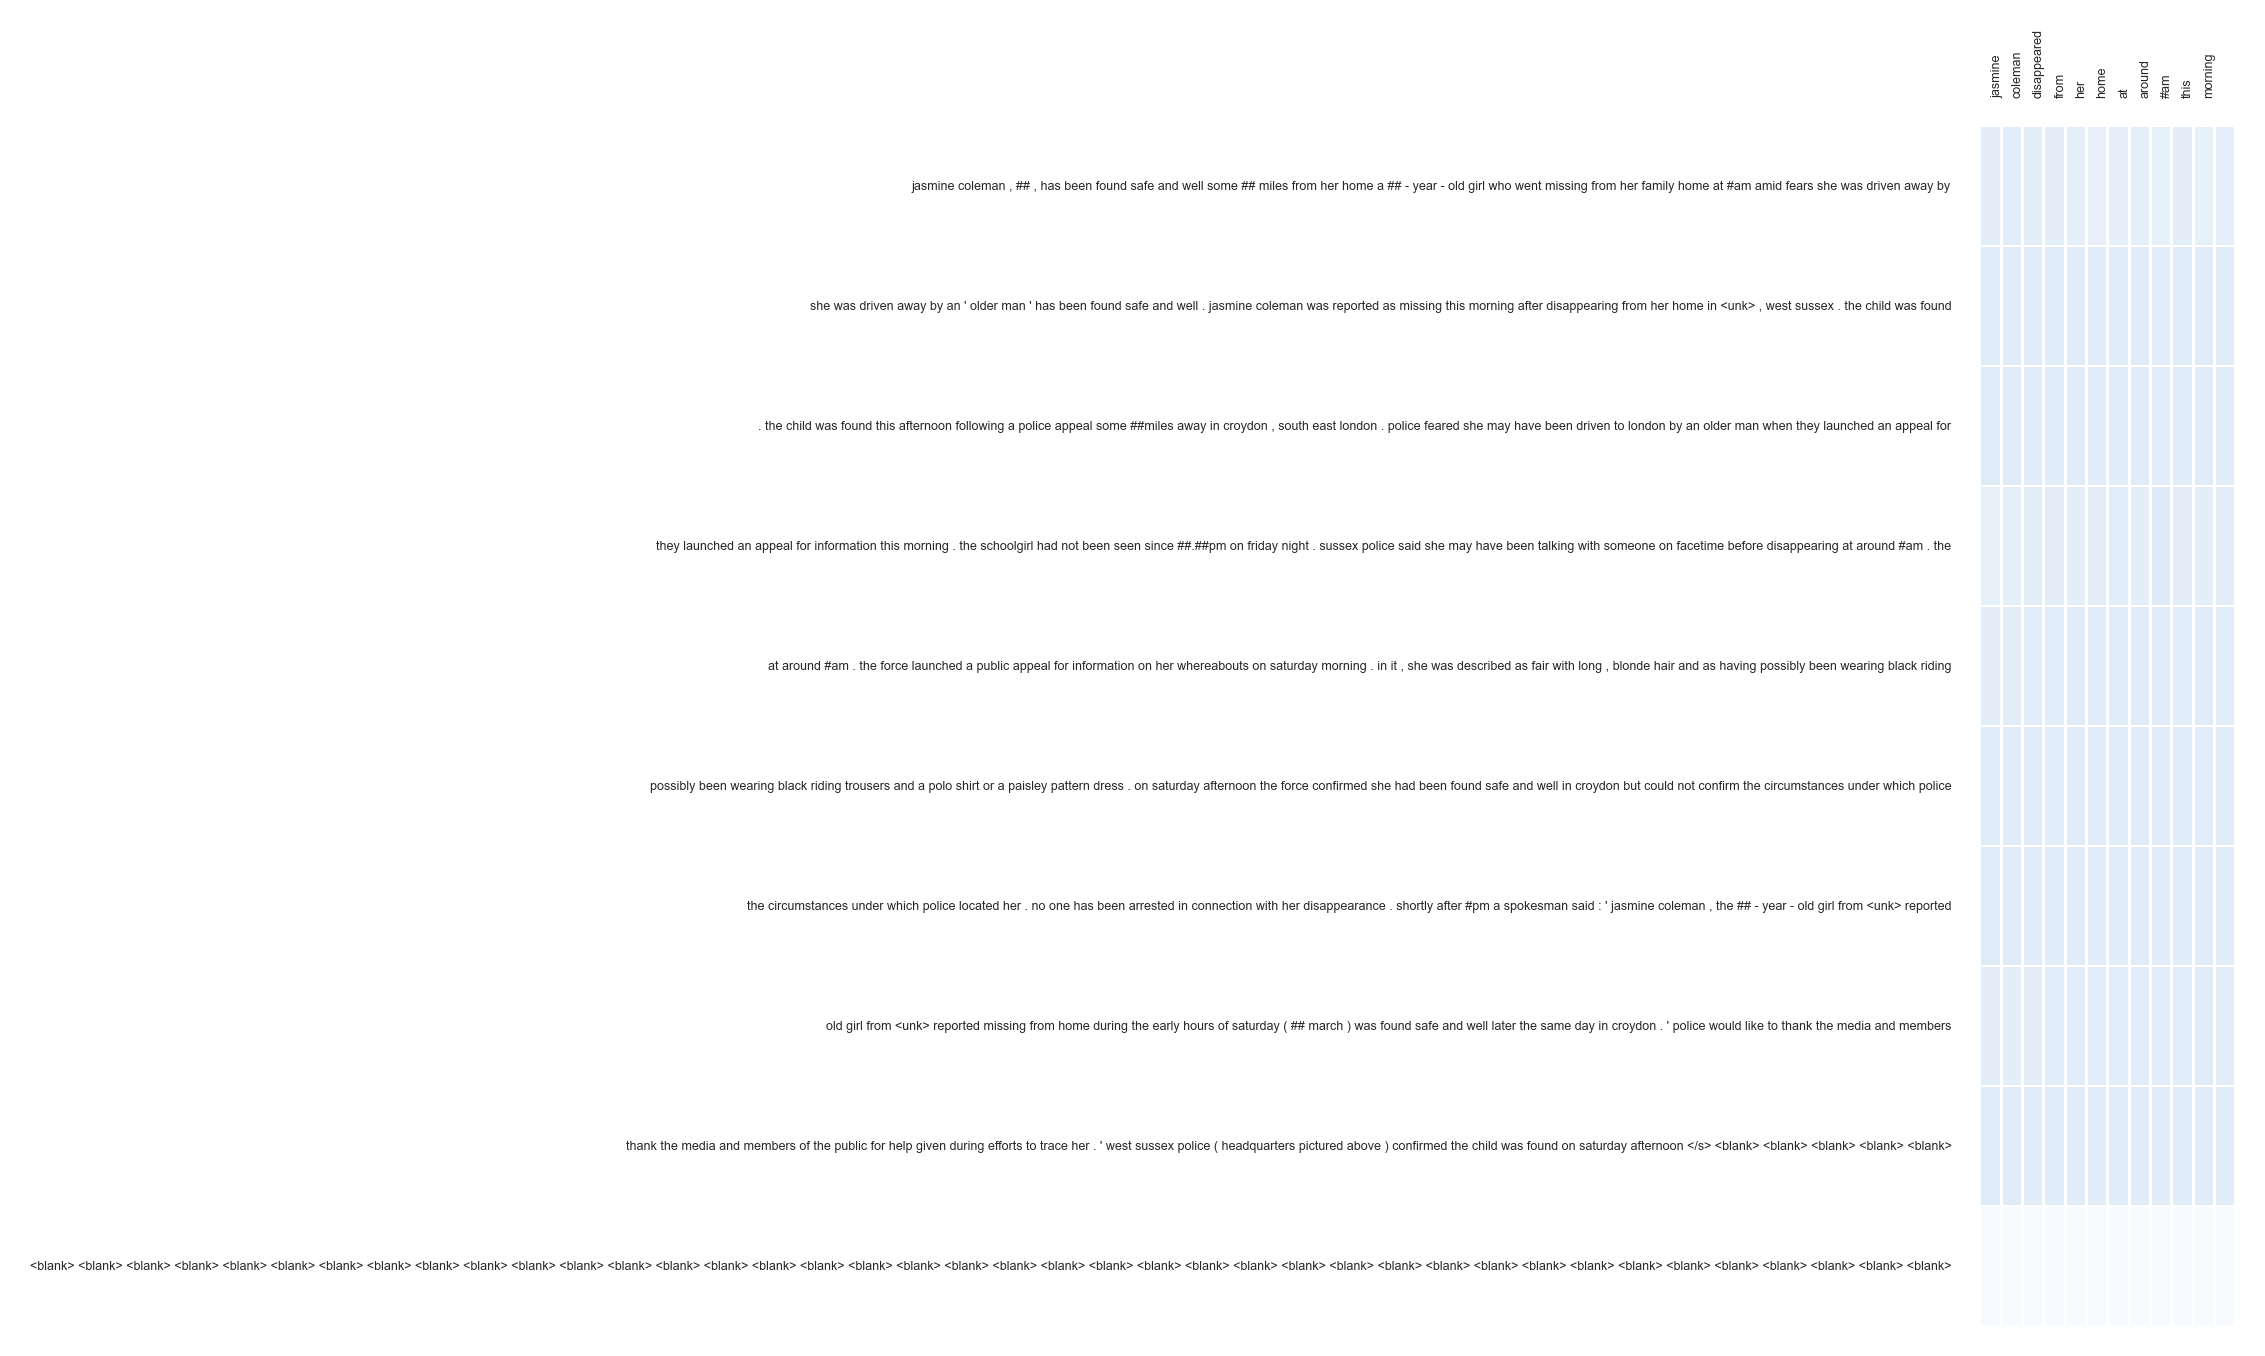 jasmine
coleman
disappeared
from
her
home
at
around
#am
this
morning
jasmine coleman , ## , has been found safe and well some ## miles from her home a ## - year - old girl who went missing from her family home at #am amid fears she was driven away by
she was driven away by an ' older man ' has been found safe and well . jasmine coleman was reported as missing this morning after disappearing from her home in <unk> , west sussex . the child was found
. the child was found this afternoon following a police appeal some ##miles away in croydon , south east london . police feared she may have been driven to london by an older man when they launched an appeal for
they launched an appeal for information this morning . the schoolgirl had not been seen since ##.##pm on friday night . sussex police said she may have been talking with someone on facetime before disappearing at around #am . the
at around #am . the force launched a public appeal for information on her whereabouts on saturday morning . in it , she was described as fair with long , blonde hair and as having possibly been wearing black riding
possibly been wearing black riding trousers and a polo shirt or a paisley pattern dress . on saturday afternoon the force confirmed she had been found safe and well in croydon but could not confirm the circumstances under which police
the circumstances under which police located her . no one has been arrested in connection with her disappearance . shortly after #pm a spokesman said : ' jasmine coleman , the ## - year - old girl from <unk> reported
old girl from <unk> reported missing from home during the early hours of saturday ( ## march ) was found safe and well later the same day in croydon . ' police would like to thank the media and members
thank the media and members of the public for help given during efforts to trace her . ' west sussex police ( headquarters pictured above ) confirmed the child was found on saturday afternoon </s> <blank> <blank> <blank> <blank> <blank>
<blank> <blank> <blank> <blank> <blank> <blank> <blank> <blank> <blank> <blank> <blank> <blank> <blank> <blank> <blank> <blank> <blank> <blank> <blank> <blank> <blank> <blank> <blank> <blank> <blank> <blank> <blank> <blank> <blank> <blank> <blank> <blank> <blank> <blank> <blank> <blank> <blank> <blank> <blank> <blank>